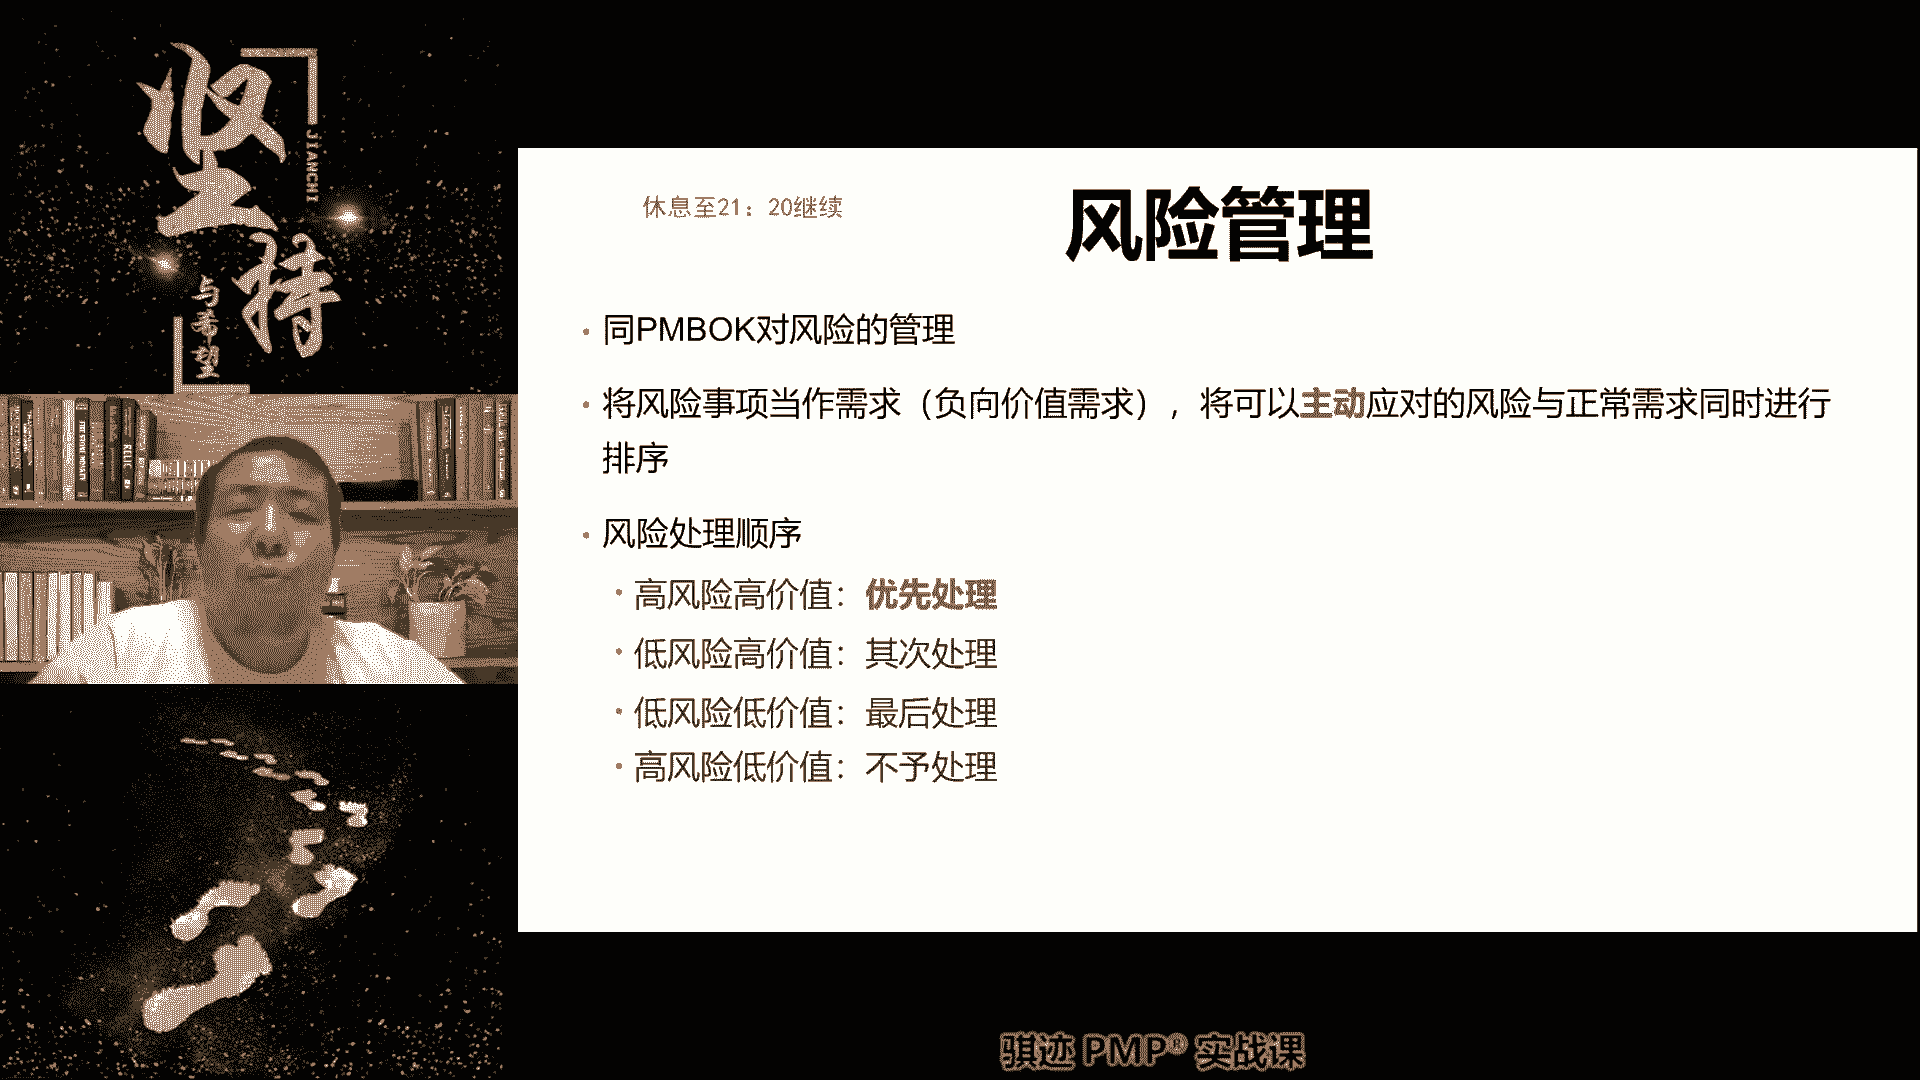 坚持
JIANCHI
与希望
休息至21：20继续
风险管理
同PMBOK对风险的管理
将风险事项当作需求（负向价值需求），将可以主动应对的风险与正常需求同时进行
排序
风险处理顺序
高风险高价值：优先处理
低风险高价值：其次处理
低风险低价值：最后处理
高风险低价值：不予处理
骐迹 PMP® 实战课